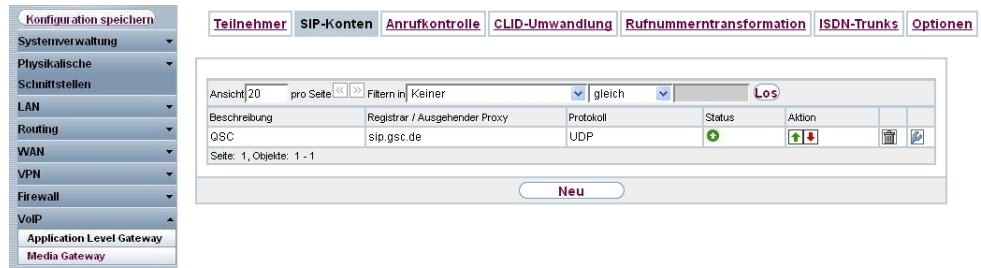 Konfiguration speichern
Systemverwaltung
Physikalische
Schnittstellen
LAN
Routing
WAN
VPN
Firewall
VoIP
Application Level Gateway
Media Gateway
Teilnehmer SIP-Konten Anrufkontrolle CLID-Umwandlung Rufnummerntransformation ISDN-Trunks Optionen
Ansicht 20 pro Seite << >> Filtern in Keiner gleich Los
Beschreibung Registrar / Ausgehender Proxy Protokoll Status Aktion
QSC sip.qsc.de UDP
Seite: 1, Objekte: 1 - 1
Neu